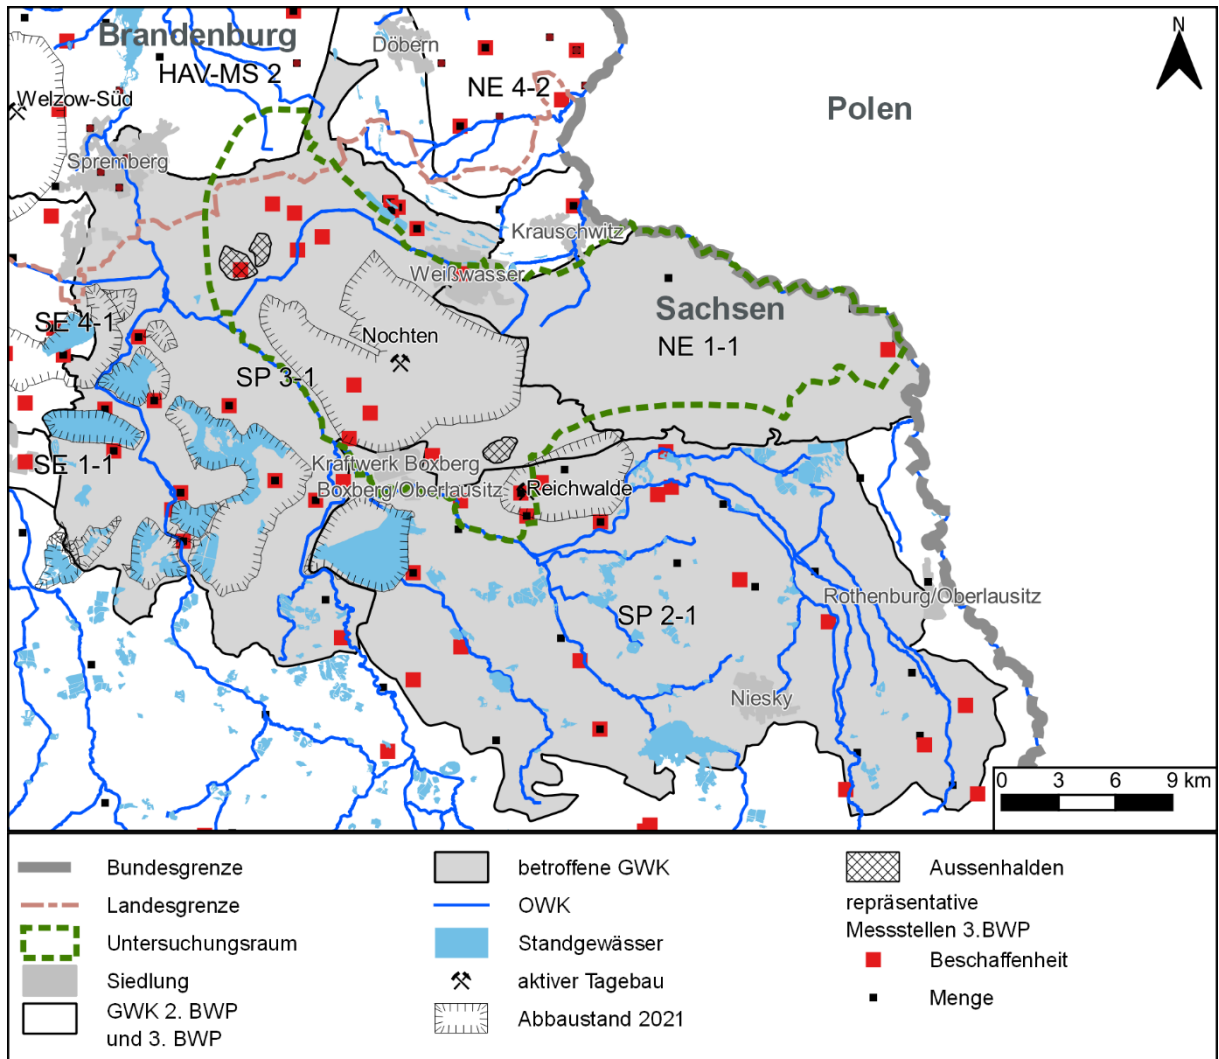 Brandenburg
HAV-MS 2
Döbern
NE 4-2
N
Polen
Welzow-Süd
Spremberg
Krauschwitz
Weißwasser
Sachsen
NE 1-1
SE 4-1
Nochten
SP 3-1
SE 1-1
Kraftwerk Boxberg
Boxberg/Oberlausitz
Reichwalde
SP 2-1
Rothenburg/Oberlausitz
Niesky
0 3 6 9 km
Bundesgrenze
Landesgrenze
Untersuchungsraum
Siedlung
GWK 2. BWP
und 3. BWP
betroffene GWK
OWK
Standgewässer
aktiver Tagebau
Abbaustand 2021
Aussenhalden
repräsentative
Messstellen 3.BWP
Beschaffenheit
Menge